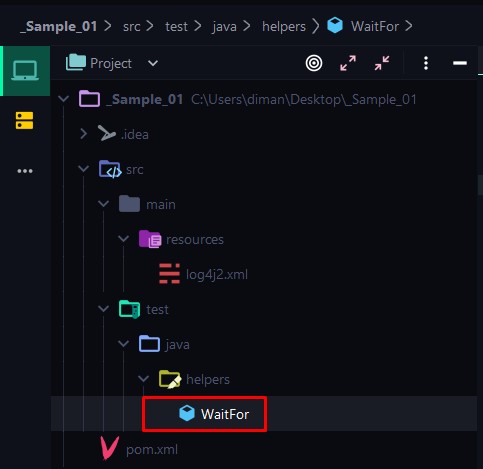 _Sample_01 > src > test > java > helpers > WaitFor >
Project
_Sample_01 C:\Users\diman\Desktop\_Sample_01
.idea
src
main
resources
log4j2.xml
test
java
helpers
WaitFor
pom.xml